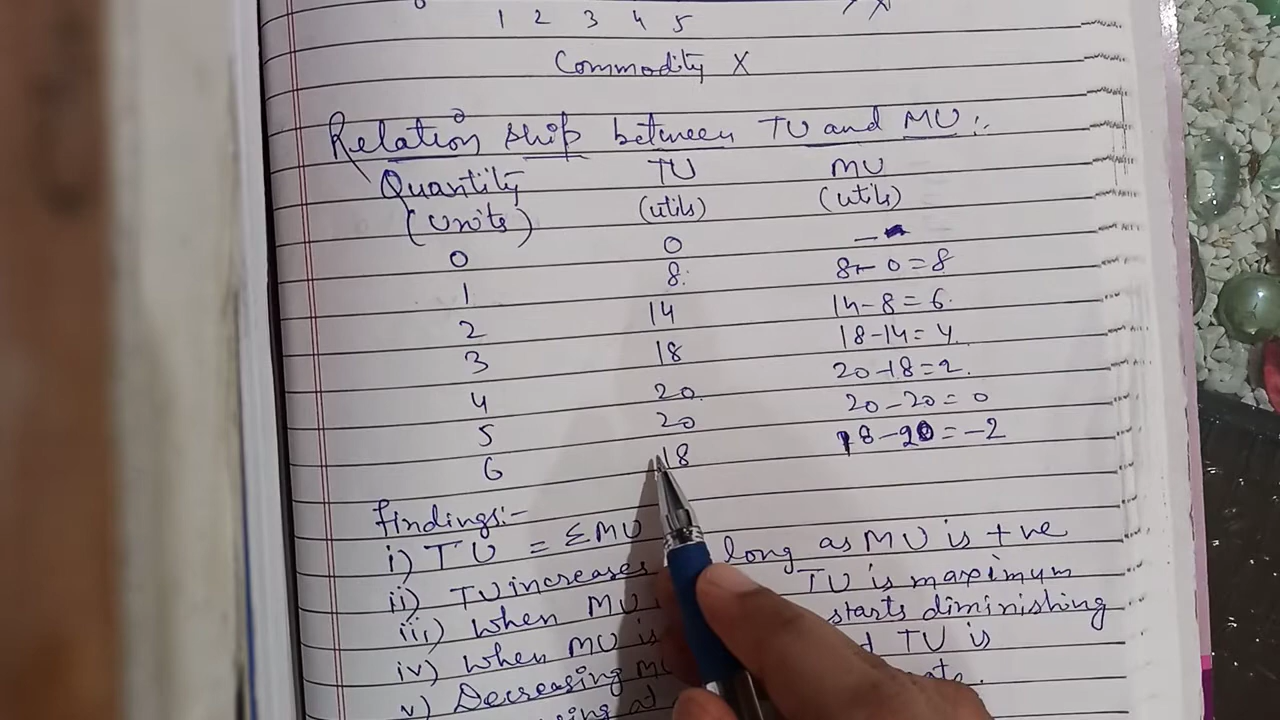 1 2 3 4 5
Commodity X
Relation ship between TU and MU :-
Quantity TU MU
(Units) (utils) (utils)
0 0 -
1 8 8-0=8
2 14 14-8=6
3 18 18-14=4
4 20 20-18=2
5 20 20-20=0
6 18 18-20=-2
findings:-
i) TU = ΣMU
ii) TU increases long as MU is +ve
iii) When MU TU is maximum
iv) When MU is starts diminishing
v) Decreasing TU is